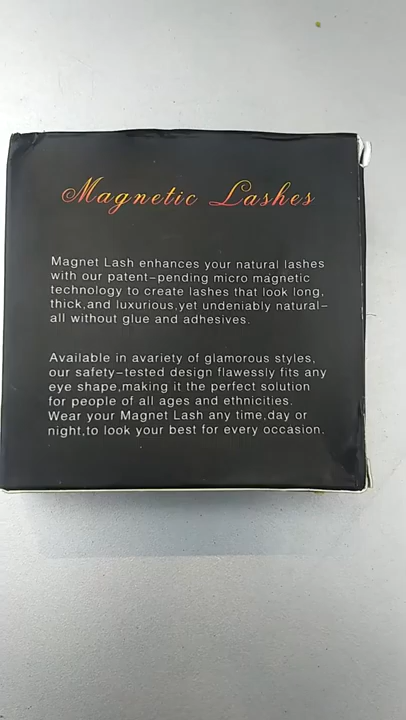 Magnetic Lashes
Magnet Lash enhances your natural lashes
with our patent-pending micro magnetic
technology to create lashes that look long,
thick,and luxurious,yet undeniably natural-
all without glue and adhesives.
Available in avariety of glamorous styles,
our safety-tested design flawessly fits any
eye shape,making it the perfect solution
for people of all ages and ethnicities.
Wear your Magnet Lash any time,day or
night,to look your best for every occasion.